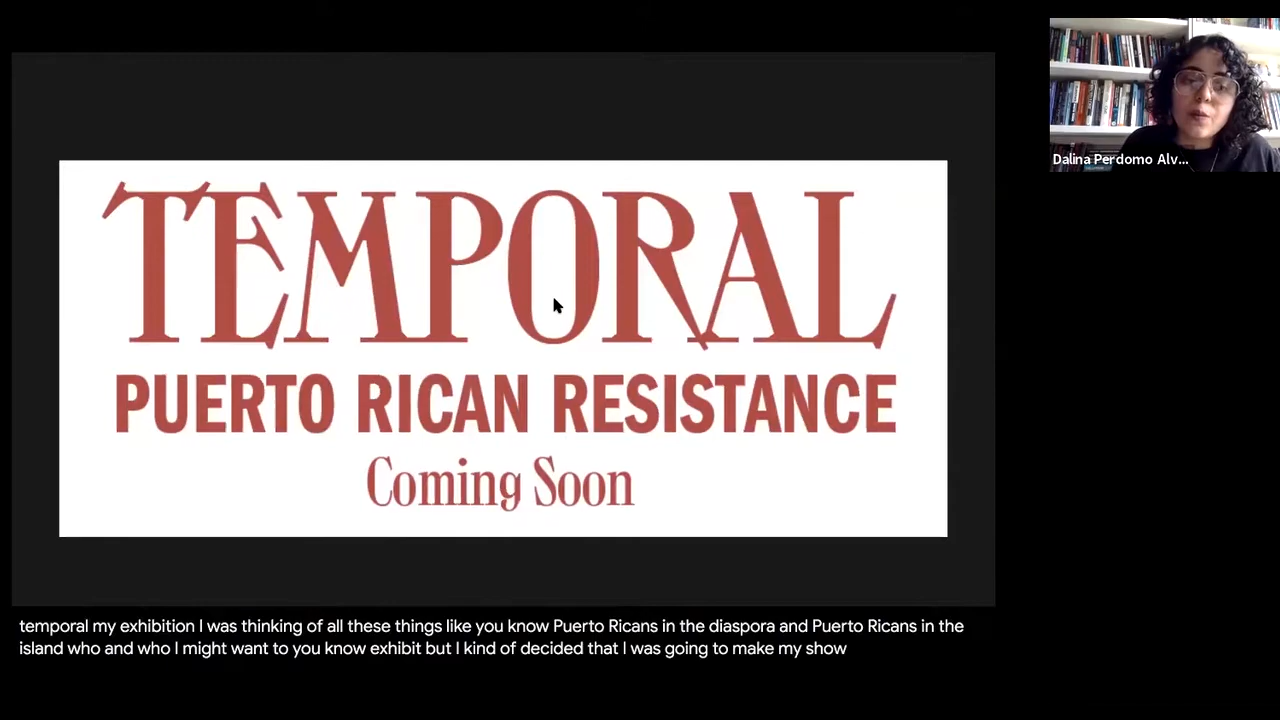 TEMPORAL
PUERTO RICAN RESISTANCE
Coming Soon
Dalina Perdomo Alv...
temporal my exhibition I was thinking of all these things like you know Puerto Ricans in the diaspora and Puerto Ricans in the
island who and who I might want to you know exhibit but I kind of decided that I was going to make my show